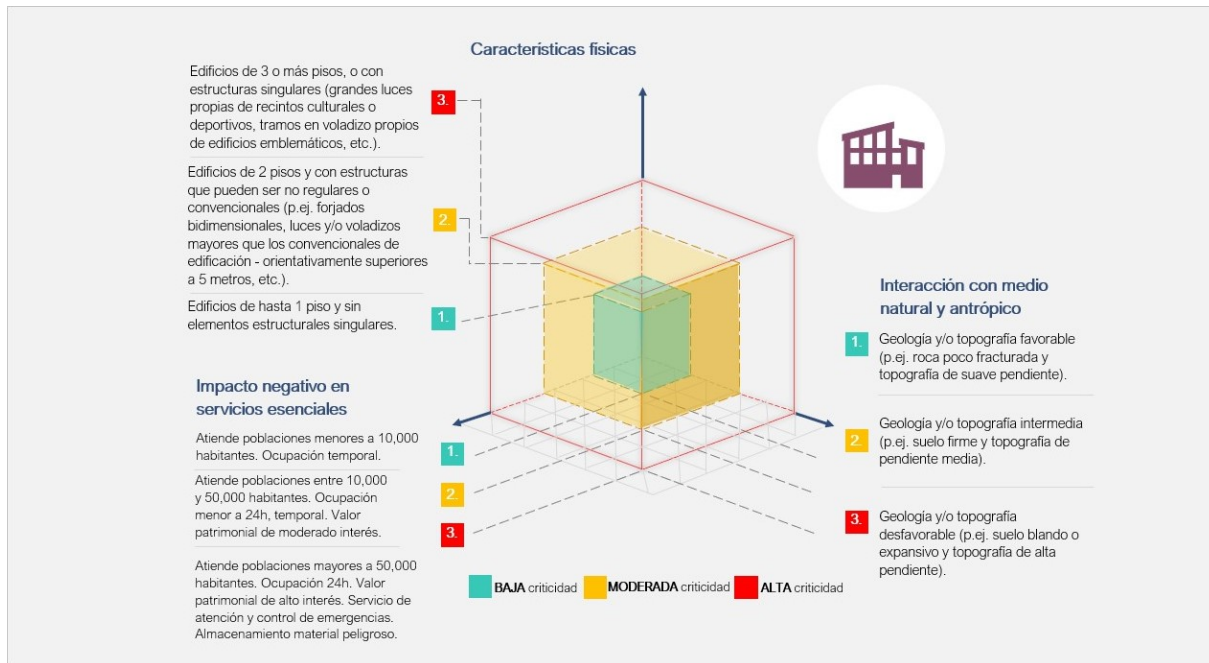 Características físicas
Edificios de 3 o más pisos, o con
estructuras singulares (grandes luces
propias de recintos culturales o
deportivos, tramos en voladizo propios
de edificios emblemáticos, etc.).
3.
Edificios de 2 pisos y con estructuras
que pueden ser no regulares o
convencionales (p.ej. forjados
bidimensionales, luces y/o voladizos
mayores que los convencionales de
edificación - orientativamente superiores
a 5 metros, etc.).
2.
Edificios de hasta 1 piso y sin
elementos estructurales singulares.
1.
Impacto negativo en
servicios esenciales
Atiende poblaciones menores a 10,000
habitantes. Ocupación temporal.
1.
Atiende poblaciones entre 10,000
y 50,000 habitantes. Ocupación
menor a 24h, temporal. Valor
patrimonial de moderado interés.
2.
3.
Atiende poblaciones mayores a 50,000
habitantes. Ocupación 24h. Valor
patrimonial de alto interés. Servicio de
atención y control de emergencias.
Almacenamiento material peligroso.
Interacción con medio
natural y antrópico
1.
Geología y/o topografía favorable
(p.ej. roca poco fracturada y
topografía de suave pendiente).
2.
Geología y/o topografía intermedia
(p.ej. suelo firme y topografía de
pendiente media).
3.
Geología y/o topografía
desfavorable (p.ej. suelo blando o
expansivo y topografía de alta
pendiente).
BAJA criticidad
MODERADA criticidad
ALTA criticidad